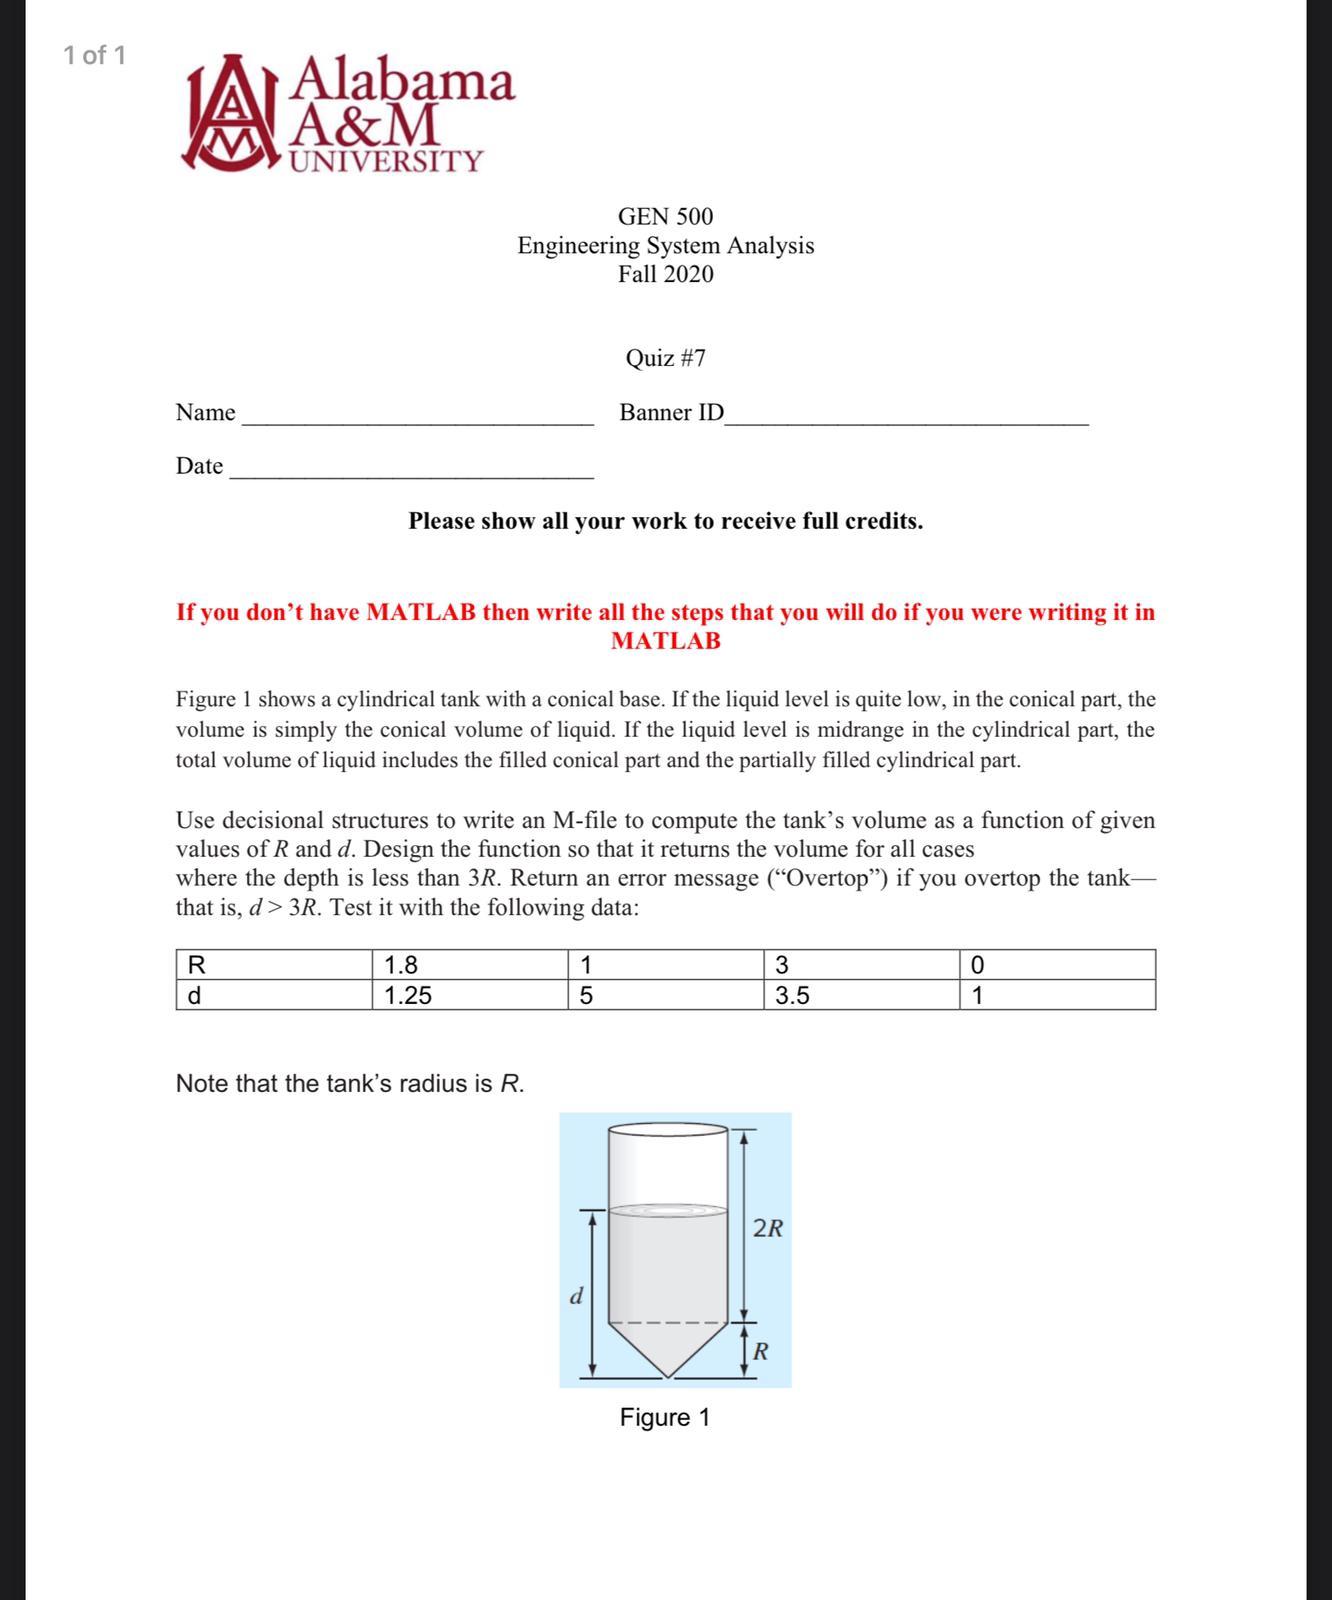 1 of 1
Alabama
A&M
UNIVERSITY
AAM
GEN 500
Engineering System Analysis
Fall 2020
Quiz #7
Name ____________________________ Banner ID_____________________________
Date _____________________________
Please show all your work to receive full credits.
If you don’t have MATLAB then write all the steps that you will do if you were writing it in
MATLAB
Figure 1 shows a cylindrical tank with a conical base. If the liquid level is quite low, in the conical part, the
volume is simply the conical volume of liquid. If the liquid level is midrange in the cylindrical part, the
total volume of liquid includes the filled conical part and the partially filled cylindrical part.
Use decisional structures to write an M-file to compute the tank’s volume as a function of given
values of R and d. Design the function so that it returns the volume for all cases
where the depth is less than 3R. Return an error message (“Overtop”) if you overtop the tank—
that is, d > 3R. Test it with the following data:
R 1.8 1 3 0
d 1.25 5 3.5 1
Note that the tank’s radius is R.
2R
d
R
Figure 1